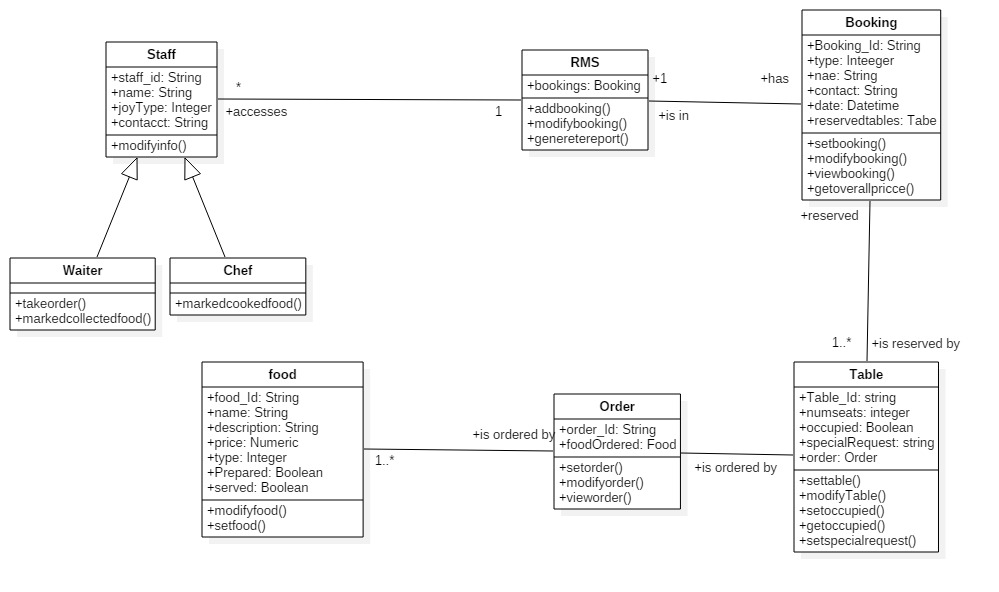 Staff
+staff_id: String
+name: String
+joyType: Integer
+contacct: String
+modifyinfo()
*
+accesses
1
RMS
+bookings: Booking
+addbooking()
+modifybooking()
+generetereport()
+1
+is in
+has
Booking
+Booking_Id: String
+type: Inteeger
+nae: String
+contact: String
+date: Datetime
+reservedtables: Tabe
+setbooking()
+modifybooking()
+viewbooking()
+getoverallpricce()
+reserved
1..*
+is reserved by
Waiter
+takeorder()
+markedcollectedfood()
Chef
+markedcookedfood()
food
+food_Id: String
+name: String
+description: String
+price: Numeric
+type: Integer
+Prepared: Boolean
+served: Boolean
+modifyfood()
+setfood()
1..*
+is ordered by
Order
+order_Id: String
+foodOrdered: Food
+setorder()
+modifyorder()
+vieworder()
+is ordered by
Table
+Table_Id: string
+numseats: integer
+occupied: Boolean
+specialRequest: string
+order: Order
+settable()
+modifyTable()
+setoccupied()
+getoccupied()
+setspecialrequest()